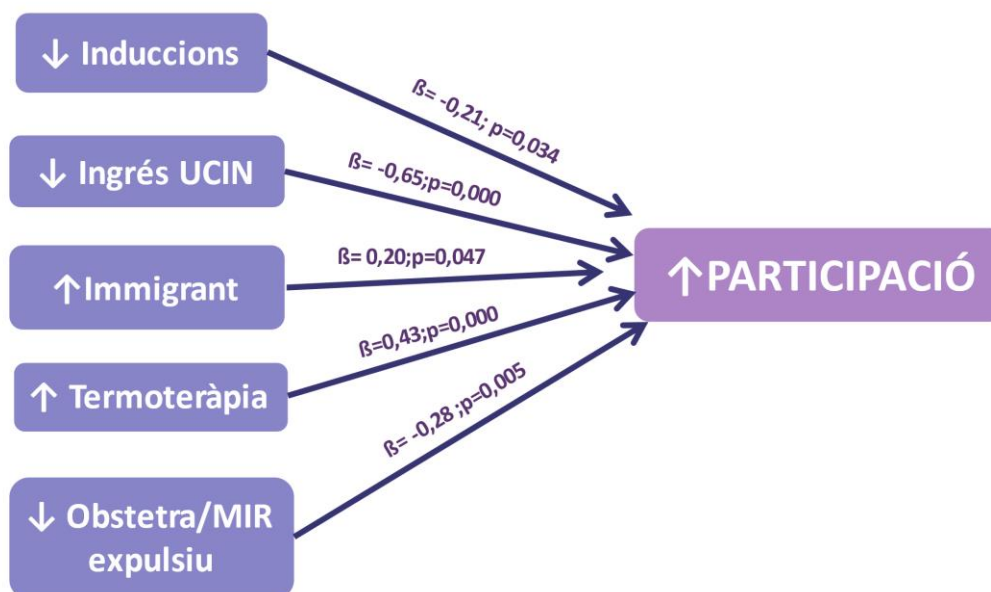 ↓ Induccions
ß= -0,21; p=0,034
↓ Ingrés UCIN
ß= -0,65;p=0,000
↑Immigrant
ß= 0,20;p=0,047
↑PARTICIPACIÓ
↑ Termoteràpia
ß=0,43;p=0,000
↓ Obstetra/MIR
expulsiu
ß= -0,28 ;p=0,005